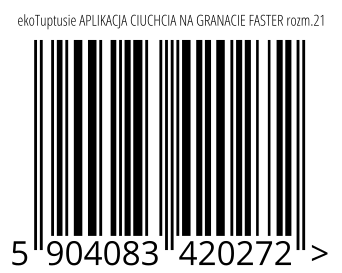 ekoTuptusie APLIKACJA CIUCHCIA NA GRANACIE FASTER rozm.21
5 904083 420272 >